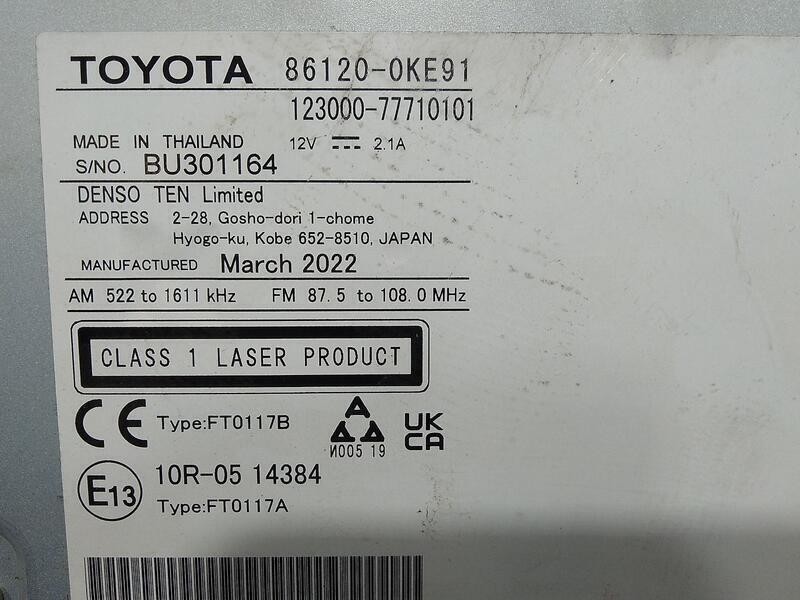 TOYOTA 86120-0KE91
123000-77710101
MADE IN THAILAND 12V 2.1A
S/NO. BU301164
DENSO TEN Limited
ADDRESS 2-28, Gosho-dori 1-chome
Hyogo-ku, Kobe 652-8510, JAPAN
MANUFACTURED March 2022
AM 522 to 1611 kHz FM 87.5 to 108.0 MHz
CLASS 1 LASER PRODUCT
CE Type:FT0117B
И005 19
UK
CA
E13 10R-05 14384
Type:FT0117A